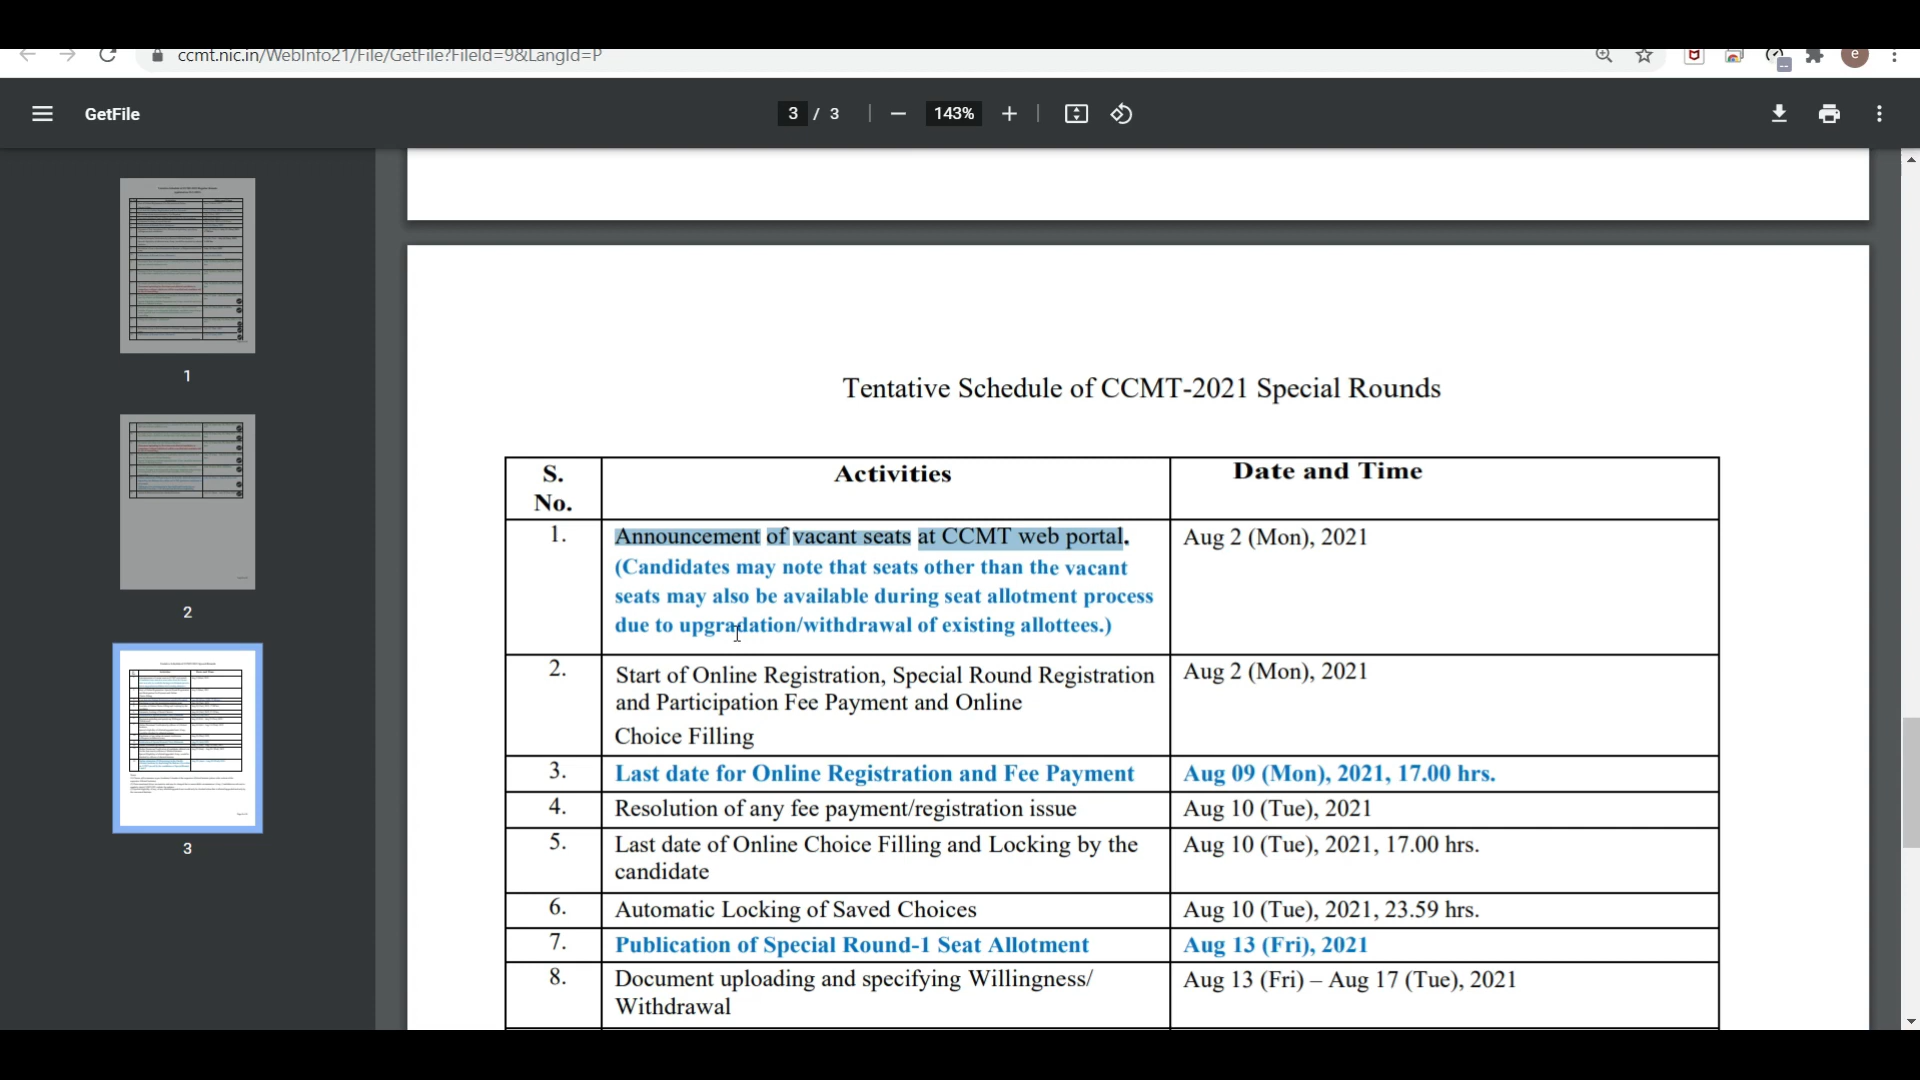 ccmt.nic.in/WebInfo21/File/GetFile?FileId=9&LangId=P
e
GetFile
3 / 3
143%
1
2
3
Tentative Schedule of CCMT-2021 Special Rounds
S. No. Activities Date and Time
1. Announcement of vacant seats at CCMT web portal. Aug 2 (Mon), 2021
(Candidates may note that seats other than the vacant
seats may also be available during seat allotment process
due to upgradation/withdrawal of existing allottees.)
2. Start of Online Registration, Special Round Registration Aug 2 (Mon), 2021
and Participation Fee Payment and Online
Choice Filling
3. Last date for Online Registration and Fee Payment Aug 09 (Mon), 2021, 17.00 hrs.
4. Resolution of any fee payment/registration issue Aug 10 (Tue), 2021
5. Last date of Online Choice Filling and Locking by the Aug 10 (Tue), 2021, 17.00 hrs.
candidate
6. Automatic Locking of Saved Choices Aug 10 (Tue), 2021, 23.59 hrs.
7. Publication of Special Round-1 Seat Allotment Aug 13 (Fri), 2021
8. Document uploading and specifying Willingness/ Aug 13 (Fri) – Aug 17 (Tue), 2021
Withdrawal